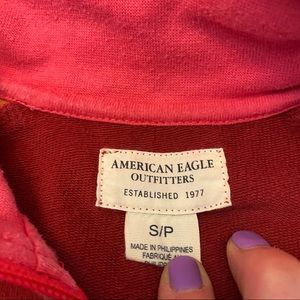 AMERICAN EAGLE
OUTFITTERS
ESTABLISHED 1977
S/P
MADE IN PHILIPPINES
FABRIQUÉ